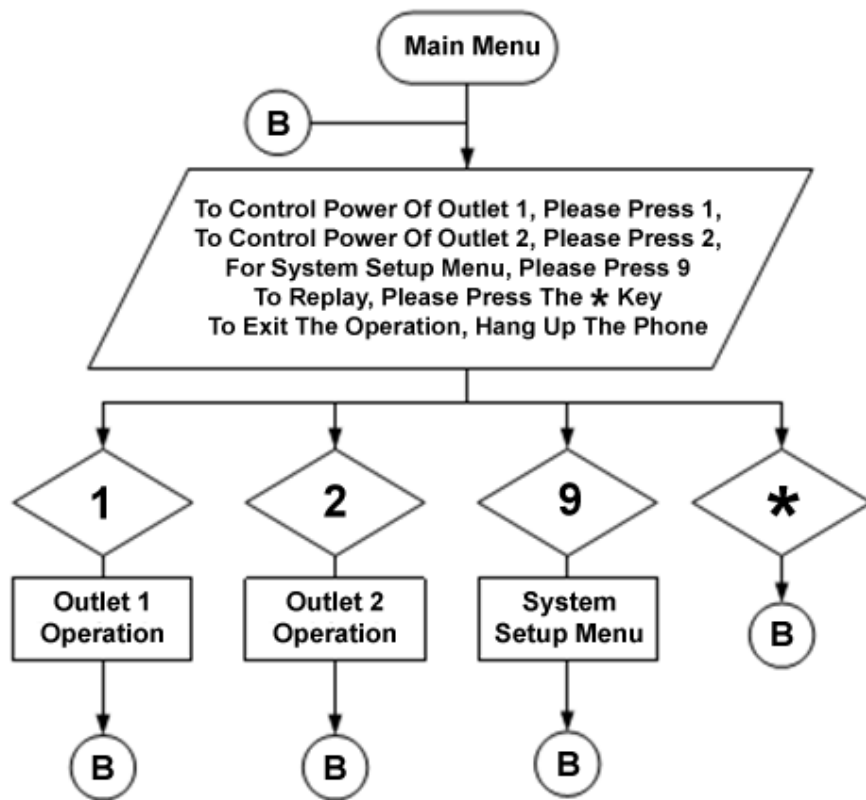 Main Menu
B
To Control Power Of Outlet 1, Please Press 1,
To Control Power Of Outlet 2, Please Press 2,
For System Setup Menu, Please Press 9
To Replay, Please Press The * Key
To Exit The Operation, Hang Up The Phone
1
2
9
*
Outlet 1
Operation
Outlet 2
Operation
System
Setup Menu
B
B
B
B